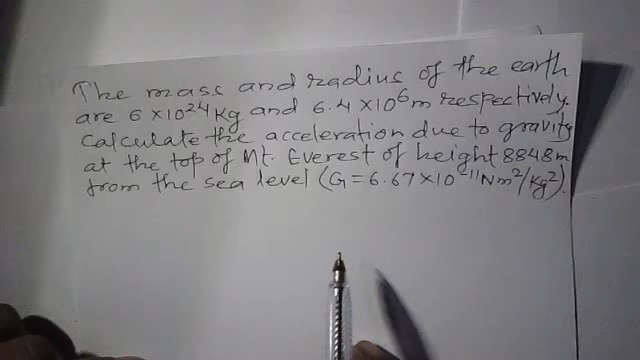 The mass and radius of the earth
are 6×10²⁴ Kg and 6.4×10⁶m respectively.
Calculate the acceleration due to gravity
at the top of Mt. Everest of height 8848m
from the sea level (G=6.67×10⁻¹¹Nm²/Kg²).